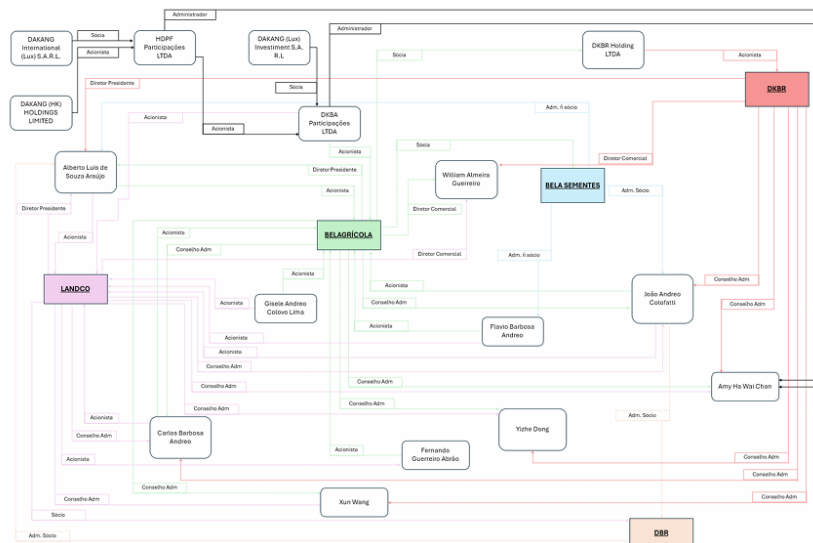 Administrador
DAKANG
International
(Lux) S.A.R.L.
Sócia
HDPF
Participações
LTDA
DAKANG (Lux)
Investiment S.A.
R.L
Administrador
DKBR Holding
LTDA
Acionista
Sócia
Acionista
Diretor Presidente
Sócia
DKBR
DAKANG (HK)
HOLDINGS
LIMITED
Acionista
Acionista
DKBA
Participações
LTDA
Adm. fi sócio
Acionista
Sócia
Diretor Comercial
Alberto Luis de
Souza Araújo
Diretor Presidente
William Almeira
Guerreiro
BELA SEMENTES
Acionista
Adm. Sócio
Diretor Presidente
Diretor Comercial
Acionista
BELAGRÍCOLA
Acionista
Conselho Adm
Diretor Comercial
Adm. fi sócio
LANDCO
Acionista
Acionista
Gisele Andreo
Colovo Lima
Acionista
Conselho Adm
Conselho Adm
João Andreo
Colofatti
Conselho Adm
Acionista
Acionista
Flavio Barbosa
Andreo
Acionista
Acionista
Conselho Adm
Conselho Adm
Conselho Adm
Amy Ha Wai Chan
Conselho Adm
Conselho Adm
Acionista
Conselho Adm
Carlos Barbosa
Andreo
Yizhe Dong
Adm. Sócio
Acionista
Acionista
Fernando
Guerreiro Abrão
Conselho Adm
Conselho Adm
Conselho Adm
Conselho Adm
Xun Wang
Conselho Adm
Sócio
Adm. Sócio
DBR